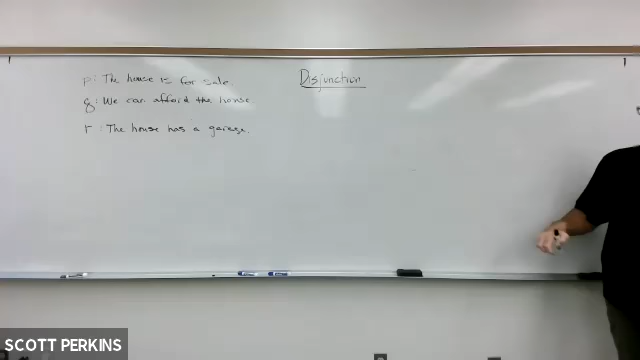 p: The house is for sale.
Disjunction
q: We can afford the house
r: The house has a garage.
SCOTT PERKINS